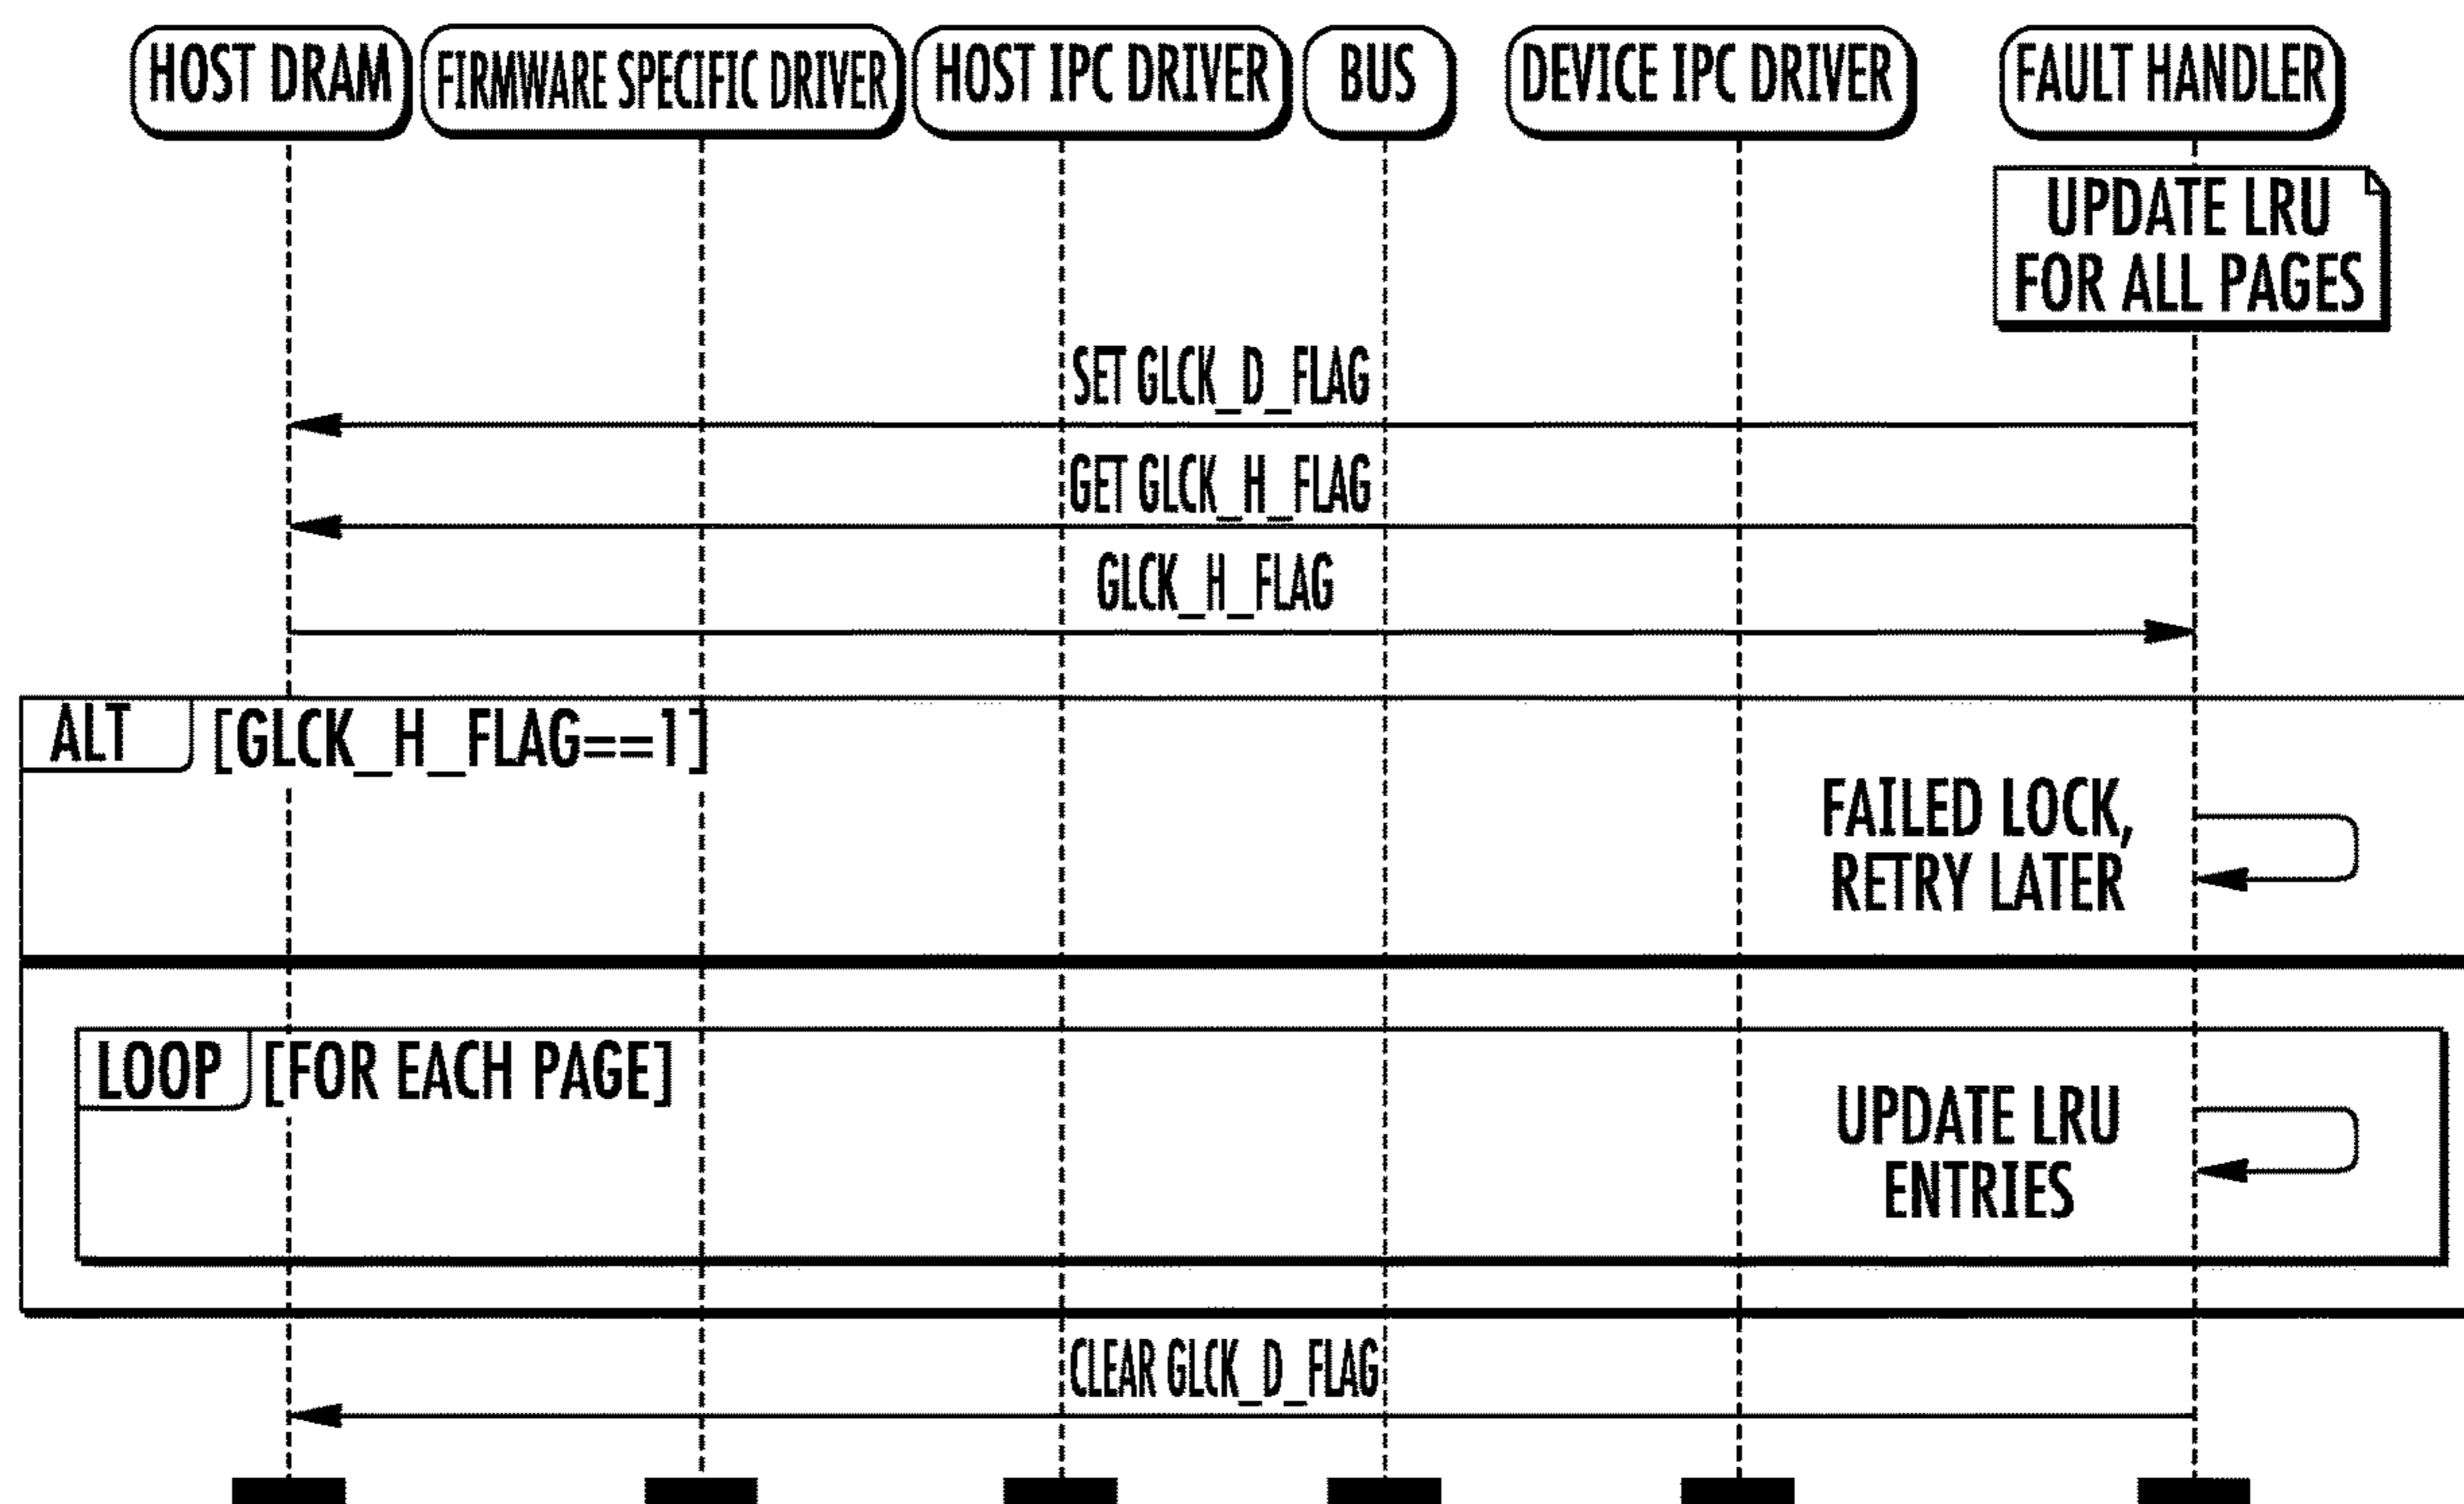 HOST DRAM
FIRMWARE SPECIFIC DRIVER
HOST IPC DRIVER
BUS
DEVICE IPC DRIVER
FAULT HANDLER
UPDATE LRU
FOR ALL PAGES
SET GLCK_D_FLAG
GET GLCK_H_FLAG
GLCK_H_FLAG
ALT
[GLCK_H_FLAG==1]
FAILED LOCK,
RETRY LATER
LOOP
[FOR EACH PAGE]
UPDATE LRU
ENTRIES
CLEAR GLCK_D_FLAG